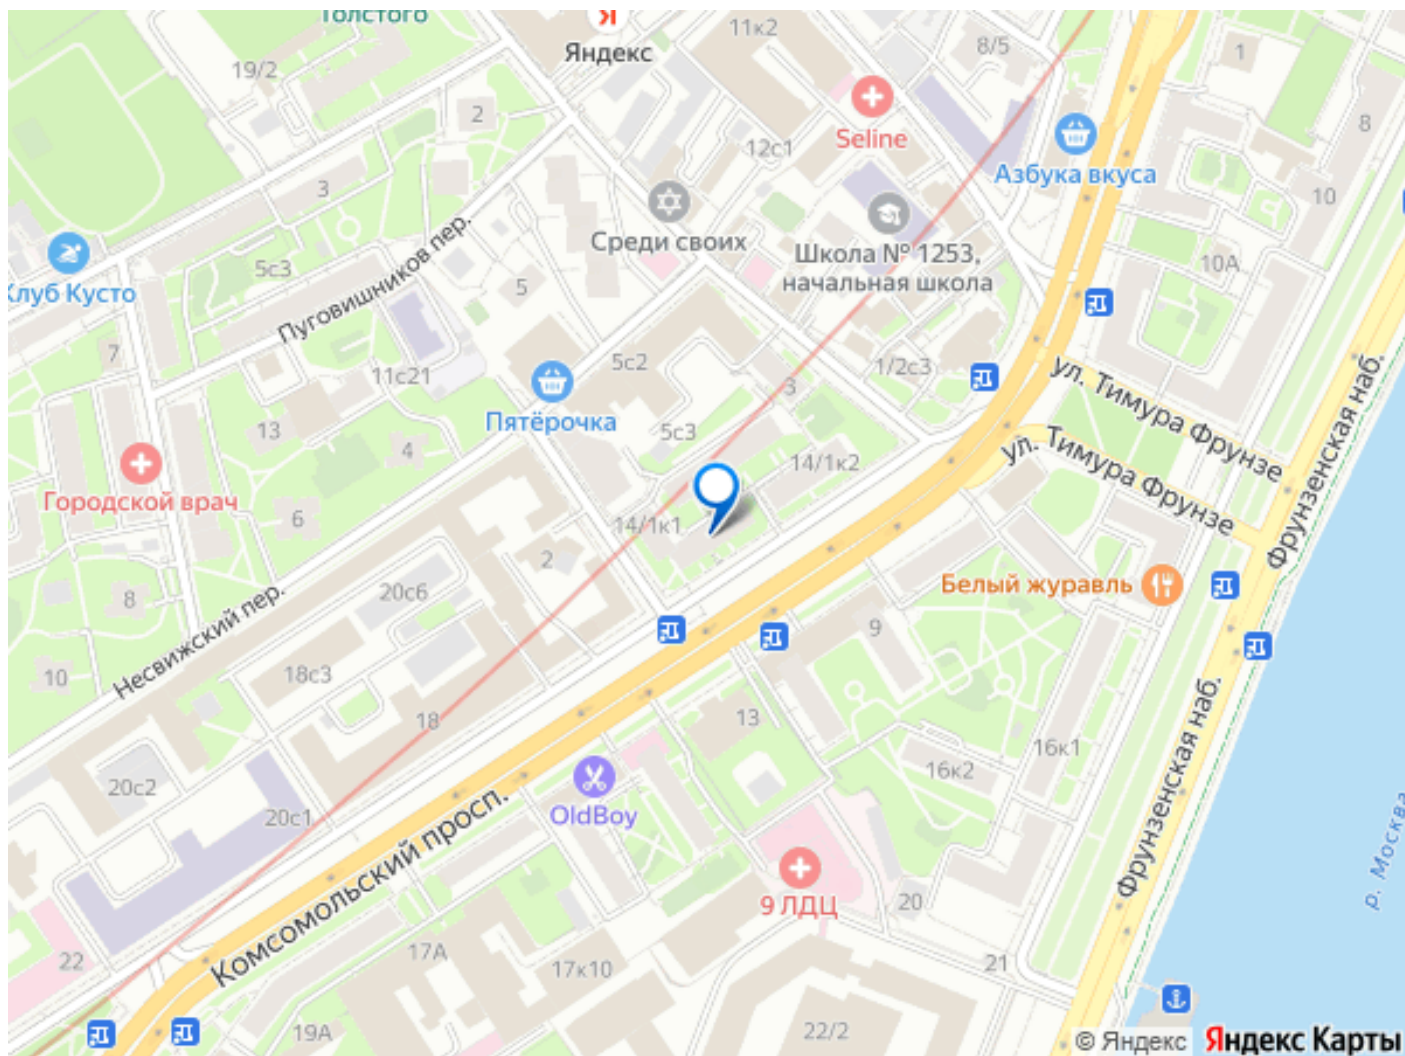 Толстого
Яндекс
11к2
8/5
1
19/2
2
Seline
8
12с1
Азбука вкуса
3
10
Среди своих
Школа № 1253,
начальная школа
Клуб Кусто
5с3
Пуговишников пер.
5
10А
7
11с21
5с2
1/2с3
3
ул. Тимура Фрунзе
Фрунзенская наб.
Пятёрочка
13
4
5с3
14/1к2
ул. Тимура Фрунзе
Городской врач
6
14/1к1
2
Белый журавль
8
20с6
9
Несвижский пер.
10
18с3
18
13
16к1
16к2
Фрунзенская наб.
20с2
20с1
OldBoy
Комсомольский просп.
9 ЛДЦ
20
р. Москва
22
17А
17к10
21
19А
22/2
© Яндекс
Яндекс Карты